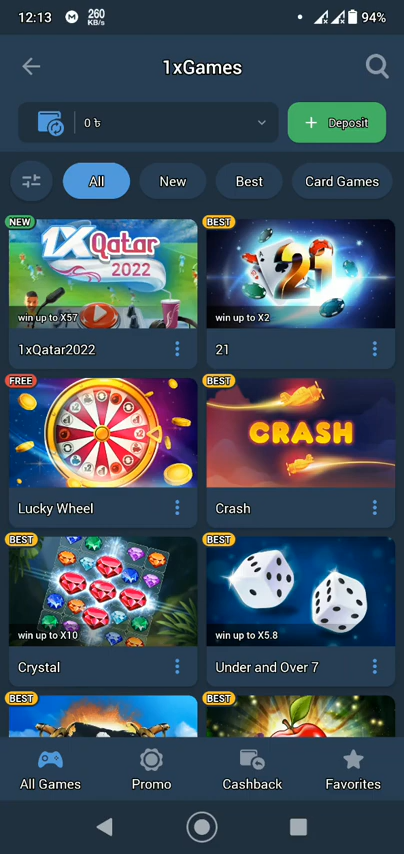 12:13
260
KB/s
94%
1xGames
0 ৳
+ Deposit
All
New
Best
Card Games
NEW
1X Qatar
2022
win up to X57
1xQatar2022
BEST
21
win up to X2
21
FREE
Lucky Wheel
BEST
CRASH
Crash
BEST
win up to X10
Crystal
BEST
win up to X5.8
Under and Over 7
BEST
BEST
All Games
Promo
Cashback
Favorites